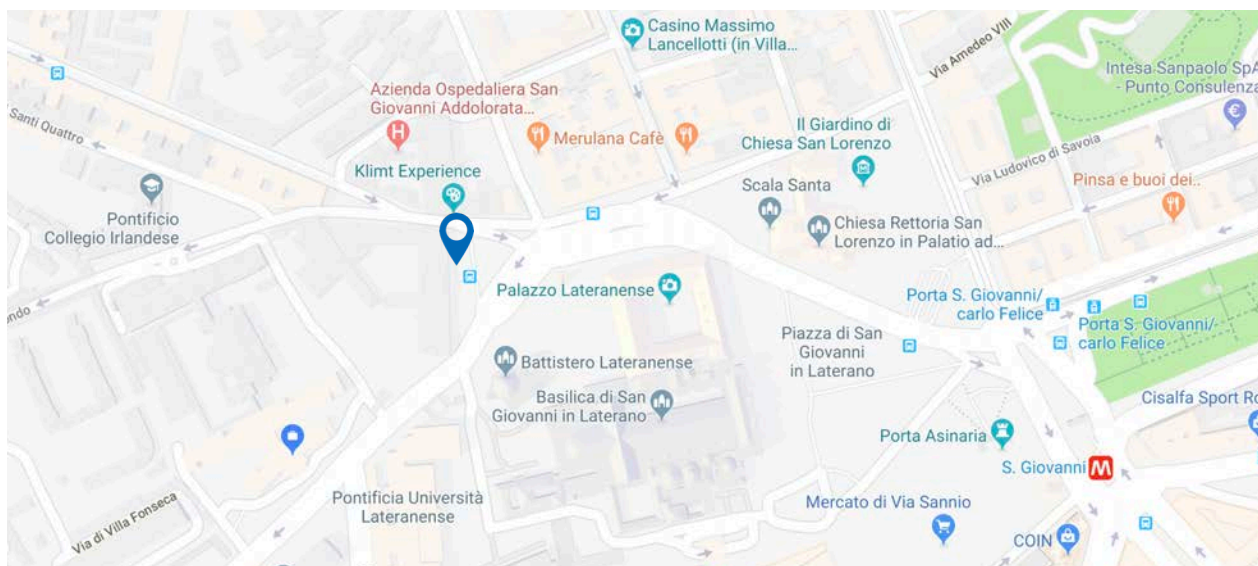 Casino Massimo
Lancellotti (in Villa...
Via Amedeo VIII
Intesa Sanpaolo SpA
- Punto Consulenza
Azienda Ospedaliera San
Giovanni Addolorata...
H
Santi Quattro
Merulana Cafè
Il Giardino di
Chiesa San Lorenzo
Via Ludovico di Savoia
Klimt Experience
Scala Santa
Pinsa e buoi dei..
Pontificio
Collegio Irlandese
Chiesa Rettoria San
Lorenzo in Palatio ad...
Palazzo Lateranense
Porta S. Giovanni/
carlo Felice
Porta S. Giovanni/
carlo Felice
ondo
Piazza di San
Giovanni
in Laterano
Battistero Lateranense
Basilica di San
Giovanni in Laterano
Cisalfa Sport Ro
Porta Asinaria
S. Giovanni M
Pontificia Università
Lateranense
Mercato di Via Sannio
Via di Villa Fonseca
COIN